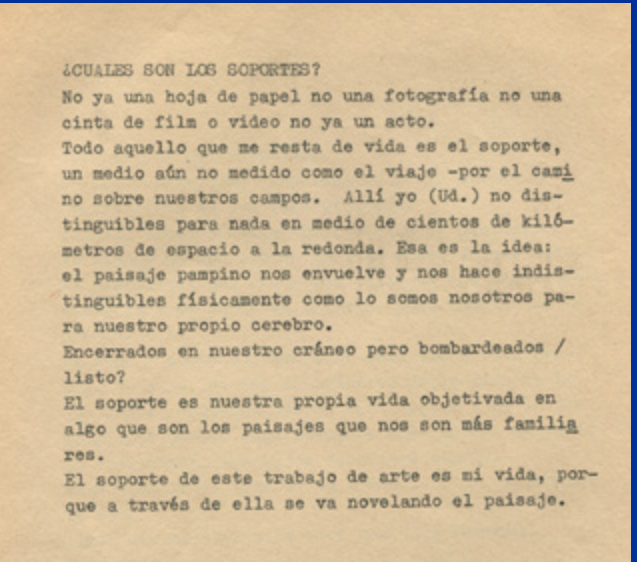 ¿CUALES SON LOS SOPORTES?
No ya una hoja de papel no una fotografía no una
cinta de film o video no ya un acto.
Todo aquello que me resta de vida es el soporte,
un medio aún no medido como el viaje -por el cami
no sobre nuestros campos. Allí yo (Ud.) no dis-
tinguibles para nada en medio de cientos de kiló-
metros de espacio a la redonda. Esa es la idea:
el paisaje pampino nos envuelve y nos hace indis-
tinguibles físicamente como lo somos nosotros pa-
ra nuestro propio cerebro.
Encerrados en nuestro cráneo pero bombardeados /
listo?
El soporte es nuestra propia vida objetivada en
algo que son los paisajes que nos son más familia
res.
El soporte de este trabajo de arte es mi vida, por-
que a través de ella se va novelando el paisaje.